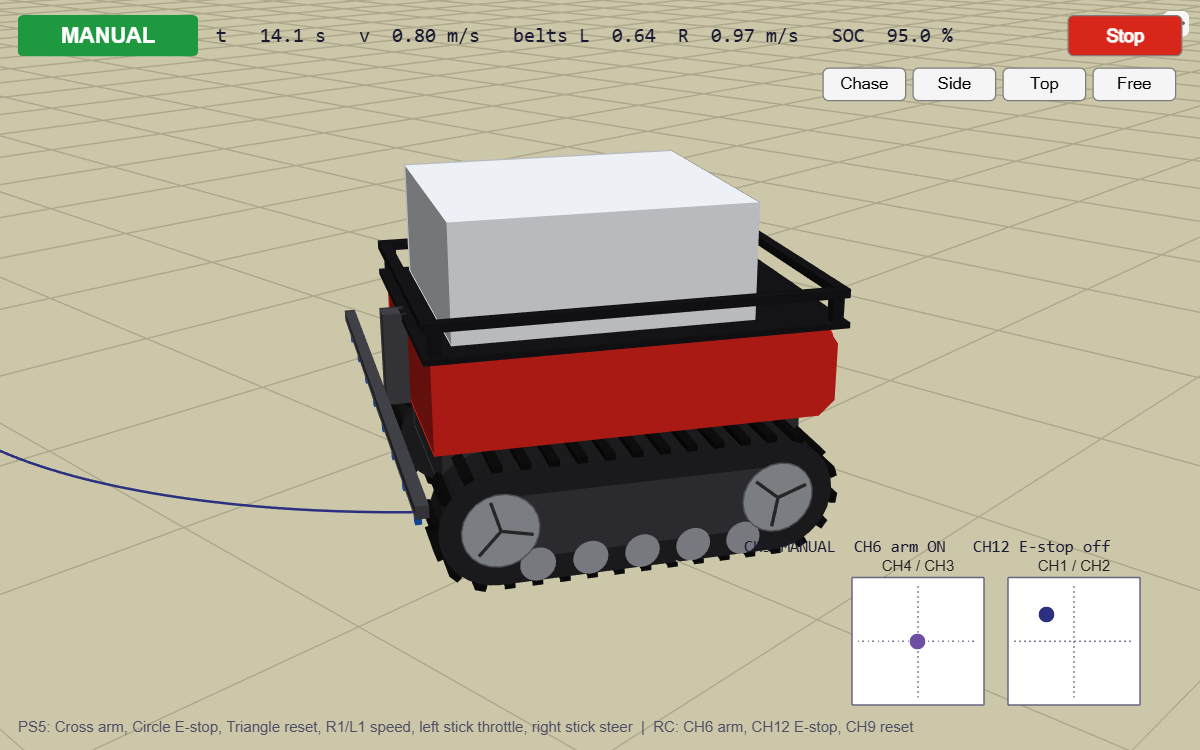 MANUAL t 14.1 s v 0.80 m/s belts L 0.64 R 0.97 m/s SOC 95.0 % Stop
Chase Side Top Free
MANUAL CH6 arm ON CH12 E-stop off
CH4 / CH3 CH1 / CH2
PS5: Cross arm, Circle E-stop, Triangle reset, R1/L1 speed, left stick throttle, right stick steer | RC: CH6 arm, CH12 E-stop, CH9 reset